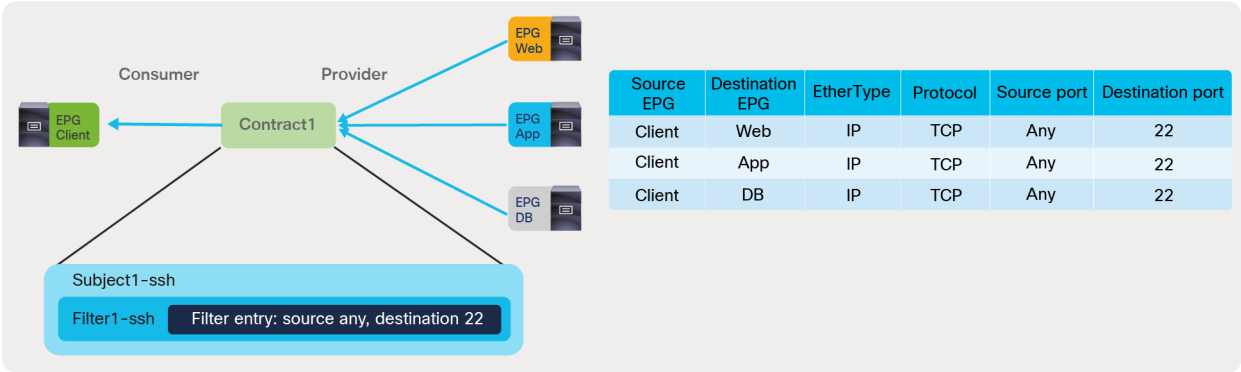 Consumer
Provider
EPG
Client
Contract1
EPG
Web
EPG
App
EPG
DB
Subject1-ssh
Filter1-ssh
Filter entry: source any, destination 22
Source EPG Destination EPG EtherType Protocol Source port Destination port
Client Web IP TCP Any 22
Client App IP TCP Any 22
Client DB IP TCP Any 22